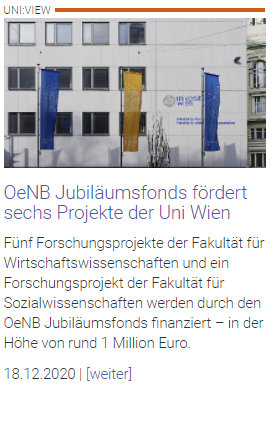 UNI:VIEW
universität
wien
OeNB Jubiläumsfonds fördert
sechs Projekte der Uni Wien
Fünf Forschungsprojekte der Fakultät für
Wirtschaftswissenschaften und ein
Forschungsprojekt der Fakultät für
Sozialwissenschaften werden durch den
OeNB Jubiläumsfonds finanziert – in der
Höhe von rund 1 Million Euro.
18.12.2020 | [weiter]